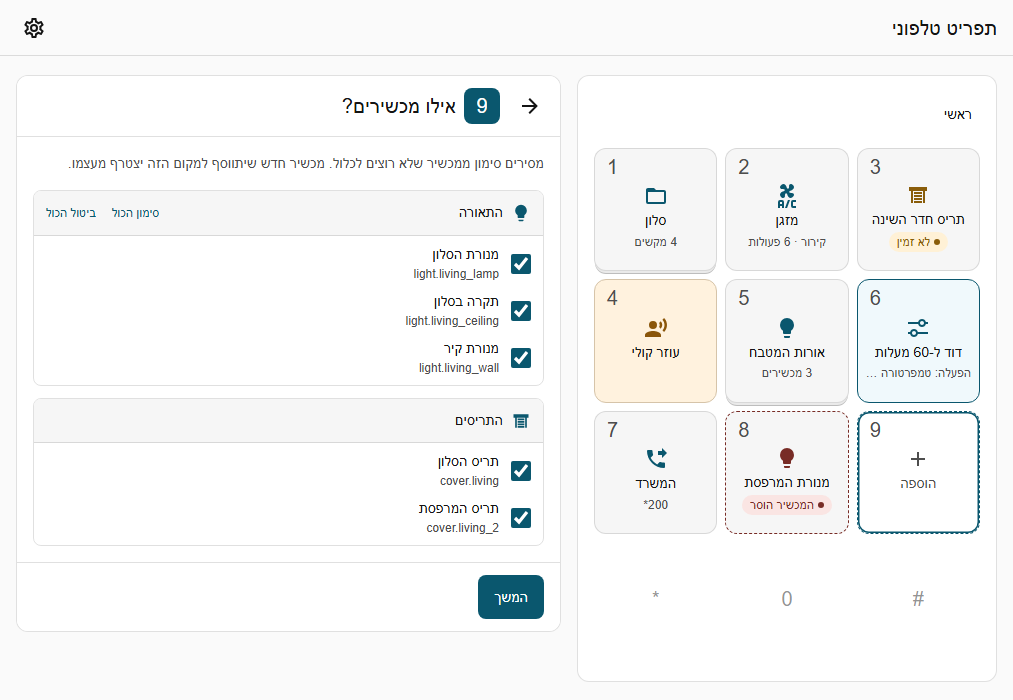 תפריט טלפוני
ראשי
1
סלון
4 מקשים
2
A/C
מזגן
קירור · 6 פעולות
3
תריס חדר השינה
לא זמין
4
עוזר קולי
5
אורות המטבח
3 מכשירים
6
דוד ל-60 מעלות
הפעלה: טמפרטורה ...
7
המשרד
*200
8
מנורת המרפסת
המכשיר הוסר
9
הוספה
*
0
#
9 אילו מכשירים?
מסירים סימון ממכשיר שלא רוצים לכלול. מכשיר חדש שיתווסף למקום הזה יצטרף מעצמו.
התאורה
סימון הכול
ביטול הכול
מנורת הסלון
light.living_lamp
תקרה בסלון
light.living_ceiling
מנורת קיר
light.living_wall
התריסים
תריס הסלון
cover.living
תריס המרפסת
cover.living_2
המשך